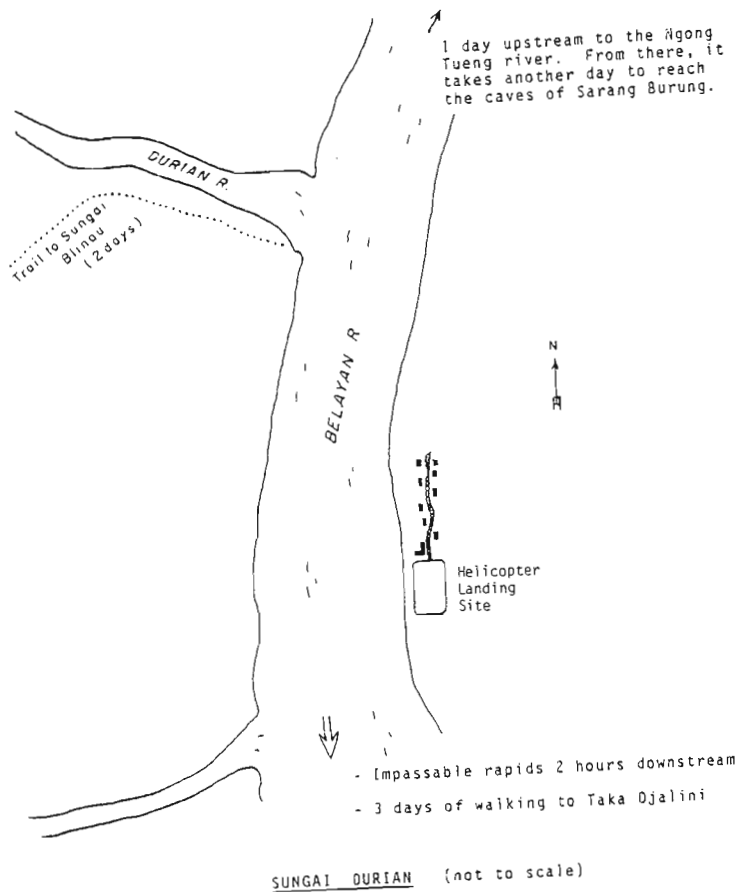 1 day upstream to the Ngong
Tueng river. From there, it
takes another day to reach
the caves of Sarang Burung.
DURIAN R.
Trail to Sungai
Blinau
(2 days)
BELAYAN R
N
Helicopter
Landing
Site
- Impassable rapids 2 hours downstream
- 3 days of walking to Taka Djalini
SUNGAI DURIAN (not to scale)